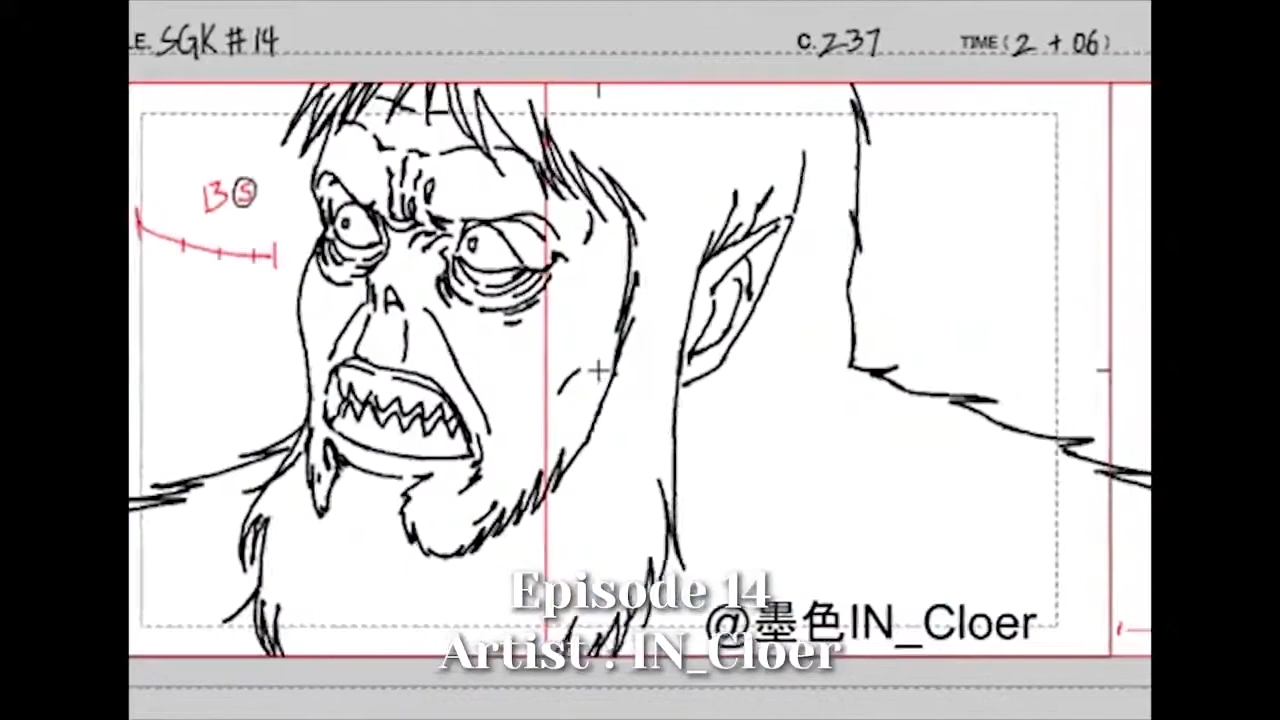 E. SGK #14
C. 237
TIME ( 2 + 06 )
B Ⓢ
A
Episode 14
@墨色IN_Cloer
Artist : IN_Cloer